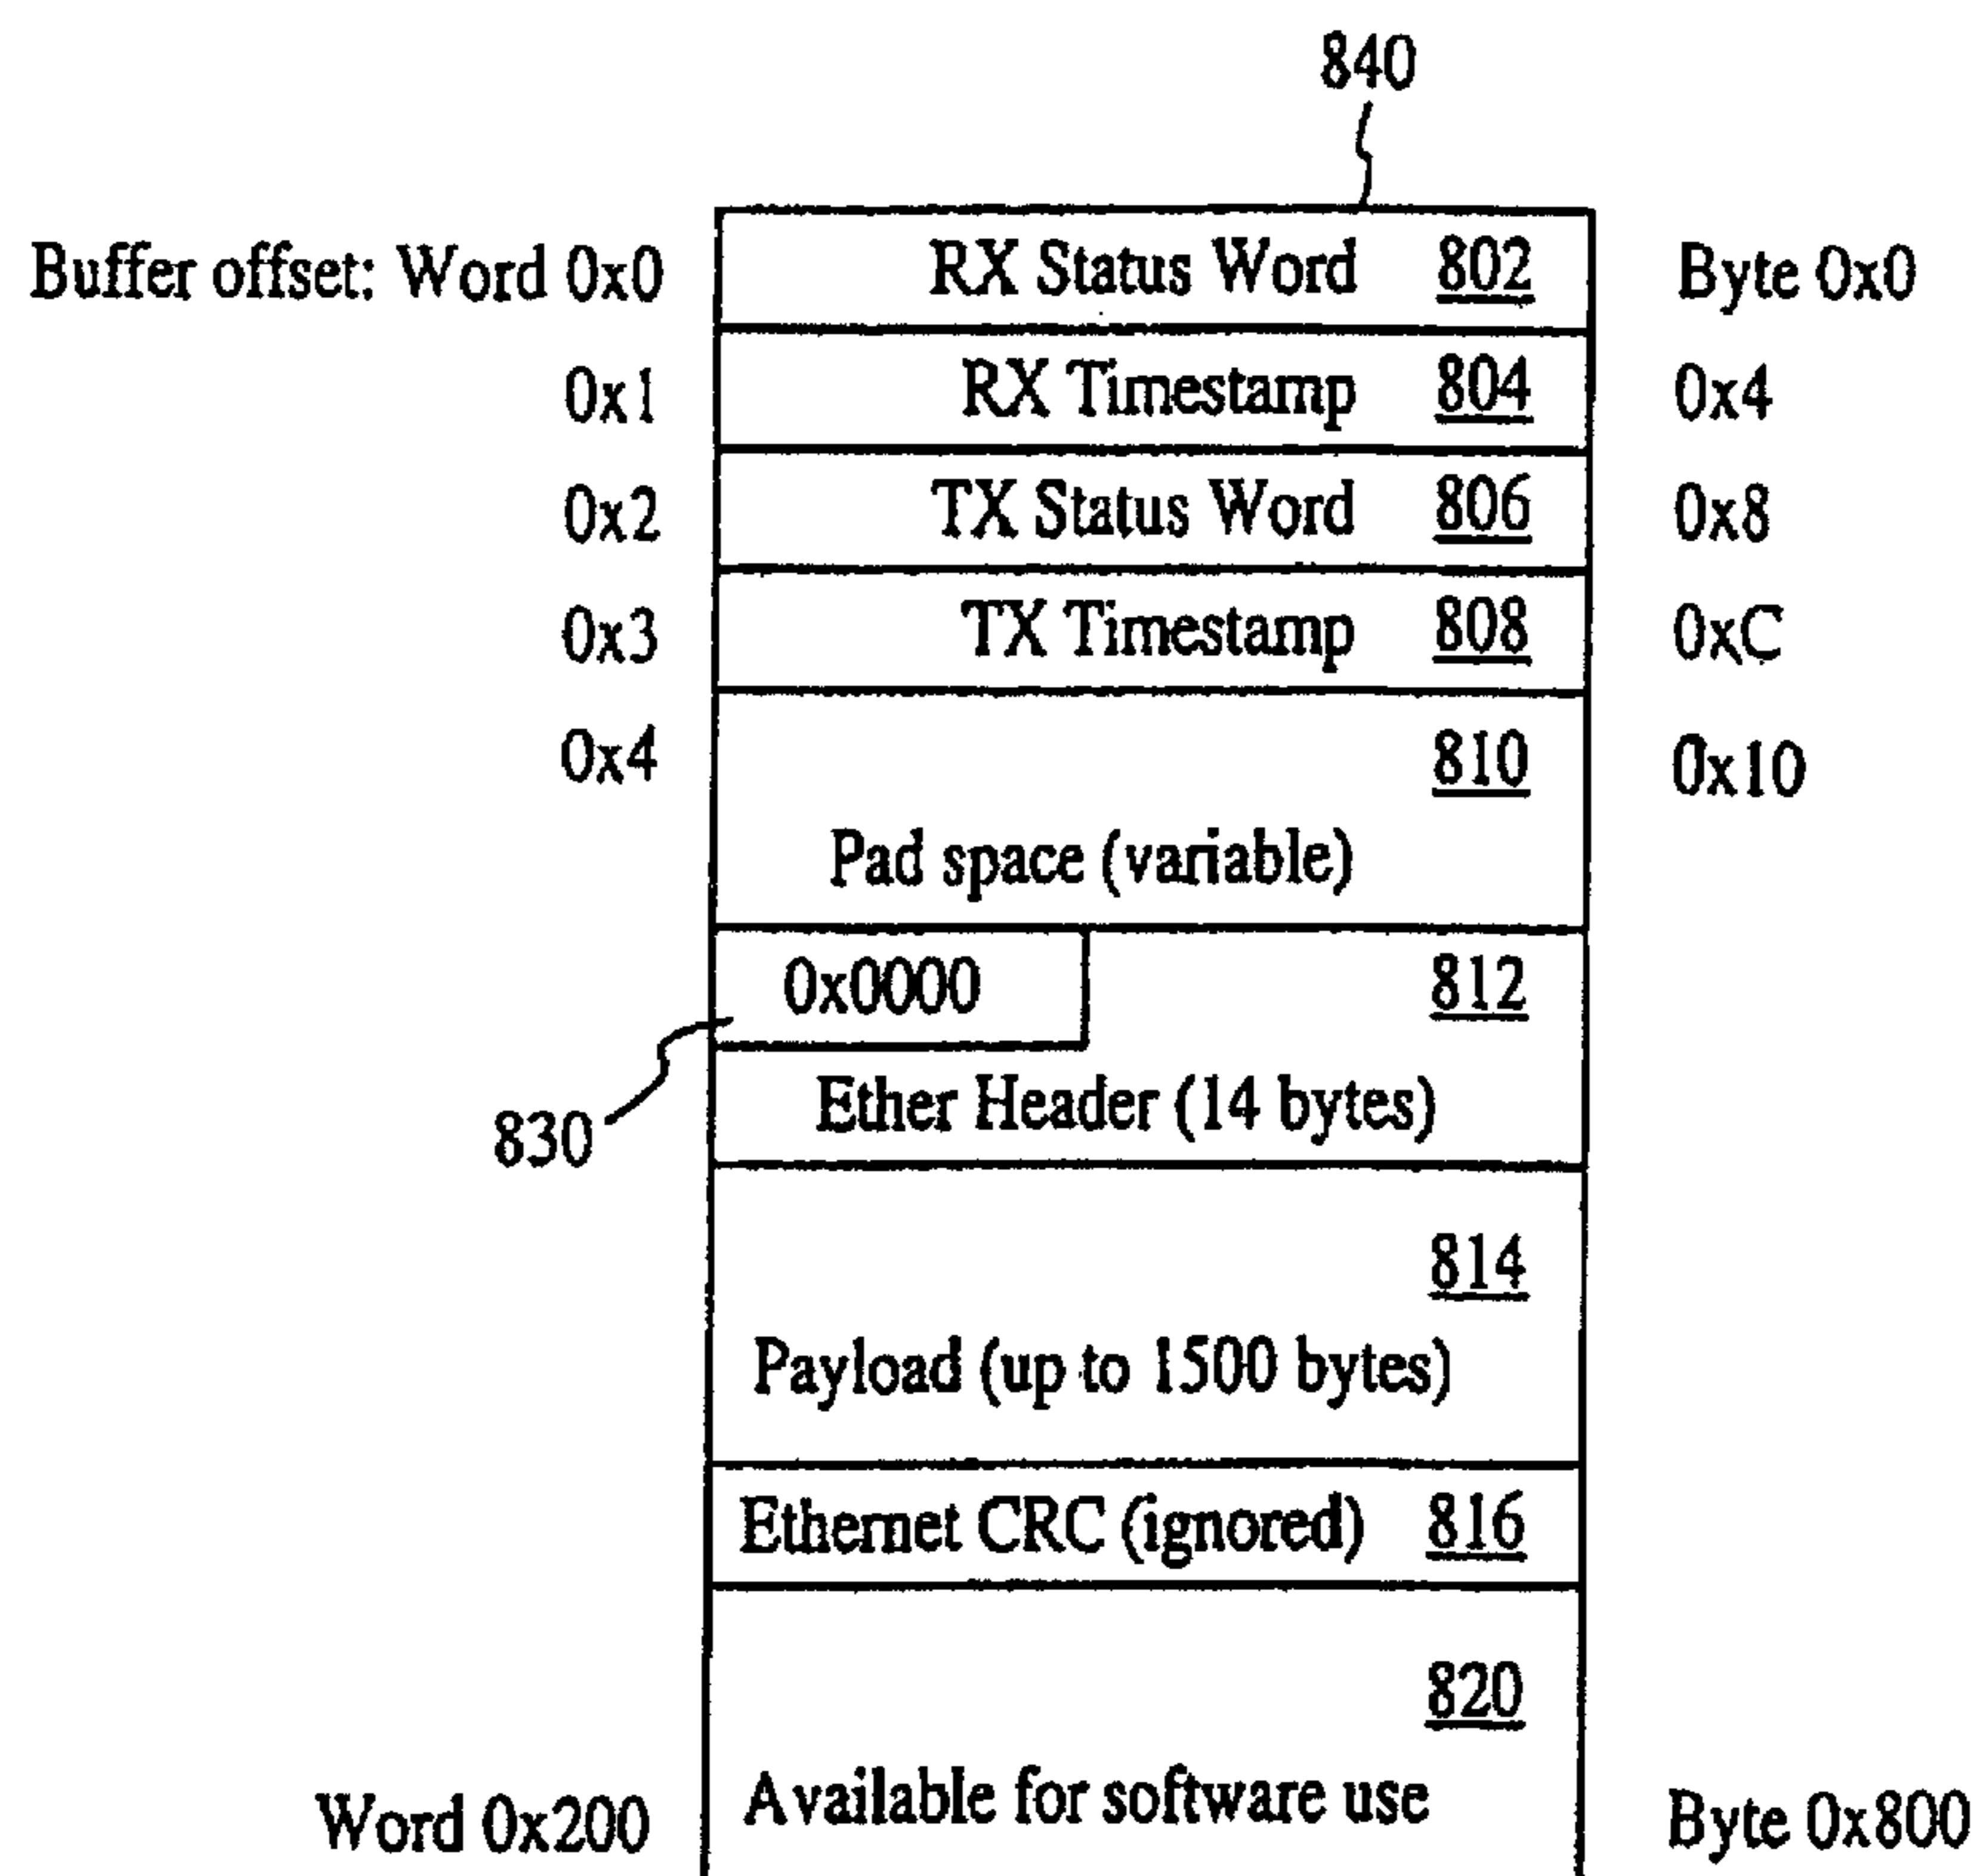 840
Buffer offset: Word 0x0 RX Status Word 802 Byte 0x0
0x1 RX Timestamp 804 0x4
0x2 TX Status Word 806 0x8
0x3 TX Timestamp 808 0xC
0x4 810 0x10
Pad space (variable)
0x0000 812
Ether Header (14 bytes)
830
814
Payload (up to 1500 bytes)
Ethernet CRC (ignored) 816
820
Word 0x200 Available for software use Byte 0x800